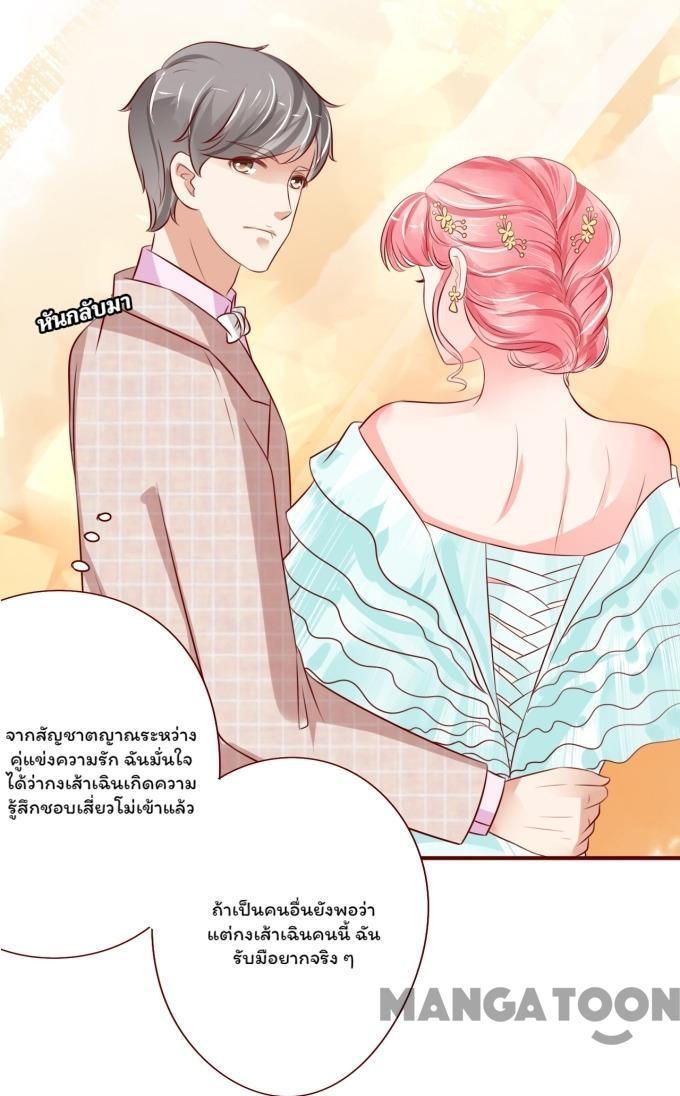 หันกลับมา
จากสัญชาตญาณระหว่าง
คู่แข่งความรัก ฉันมั่นใจ
ได้ว่ากงเส้าเฉินเกิดความ
รู้สึกชอบเสี่ยวโม่เข้าแล้ว
ถ้าเป็นคนอื่นยังพอว่า
แต่กงเส้าเฉินคนนี้ ฉัน
รับมือยากจริง ๆ
MANGATOON